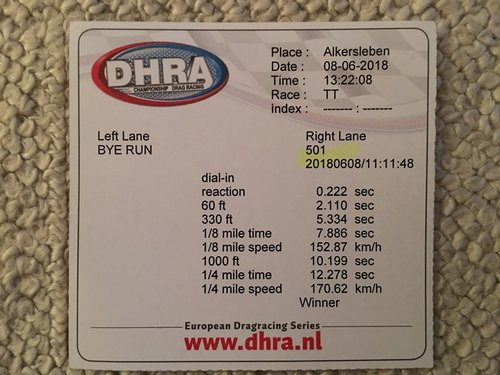 DHRA
CHAMPIONSHIP DRAG RACING
Place : Alkersleben
Date : 08-06-2018
Time : 13:22:08
Race : TT
Index : ------- : -------
Left Lane Right Lane
BYE RUN 501
20180608/11:11:48
dial-in
reaction 0.222 sec
60 ft 2.110 sec
330 ft 5.334 sec
1/8 mile time 7.886 sec
1/8 mile speed 152.87 km/h
1000 ft 10.199 sec
1/4 mile time 12.278 sec
1/4 mile speed 170.62 km/h
Winner
European Dragracing Series
www.dhra.nl